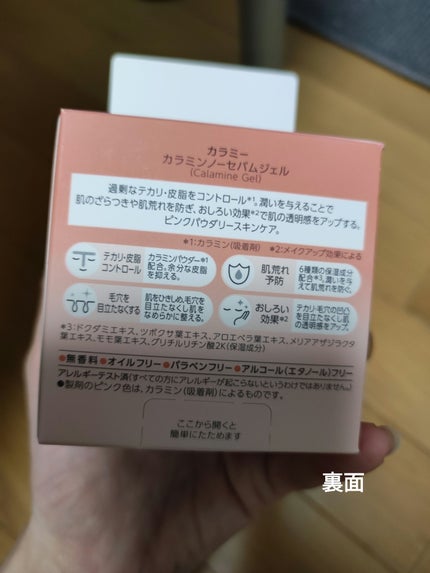 カラミー
カラミンノーセバムジェル
(Calamine Gel)
過剰なテカリ・皮脂をコントロール*1。潤いを与えることで
肌のざらつきや肌荒れを防ぎ、おしろい効果*2で肌の透明感をアップする。
ピンクパウダリースキンケア。
*1:カラミン(吸着剤) *2:メイクアップ効果による
テカリ・皮脂
コントロール
カラミンパウダー*1
配合。余分な皮脂
を抑える。
肌荒れ
予防
6種類の保湿成分
配合*3。潤いを与
えて肌荒れを防ぐ。
毛穴を
目立たなくする
肌をひきしめ、毛穴を
目立たなくし肌を
なめらかに整える。
おしろい
効果*2
テカリ・毛穴の凹凸
を目立たなくし肌
の透明感をアップ。
*3:ドクダミエキス、ツボクサ葉エキス、アロエベラ葉エキス、メリアアザジラクタ
葉エキス、モモ葉エキス、グリチルリチン酸2K(保湿成分)
●無香料●オイルフリー●パラベンフリー●アルコール(エタノール)フリー
アレルギーテスト済(すべての方にアレルギーが起こらないというわけではありません。)
●製剤のピンク色は、カラミン(吸着剤)によるものです。
ここから開くと
簡単にたためます
裏面